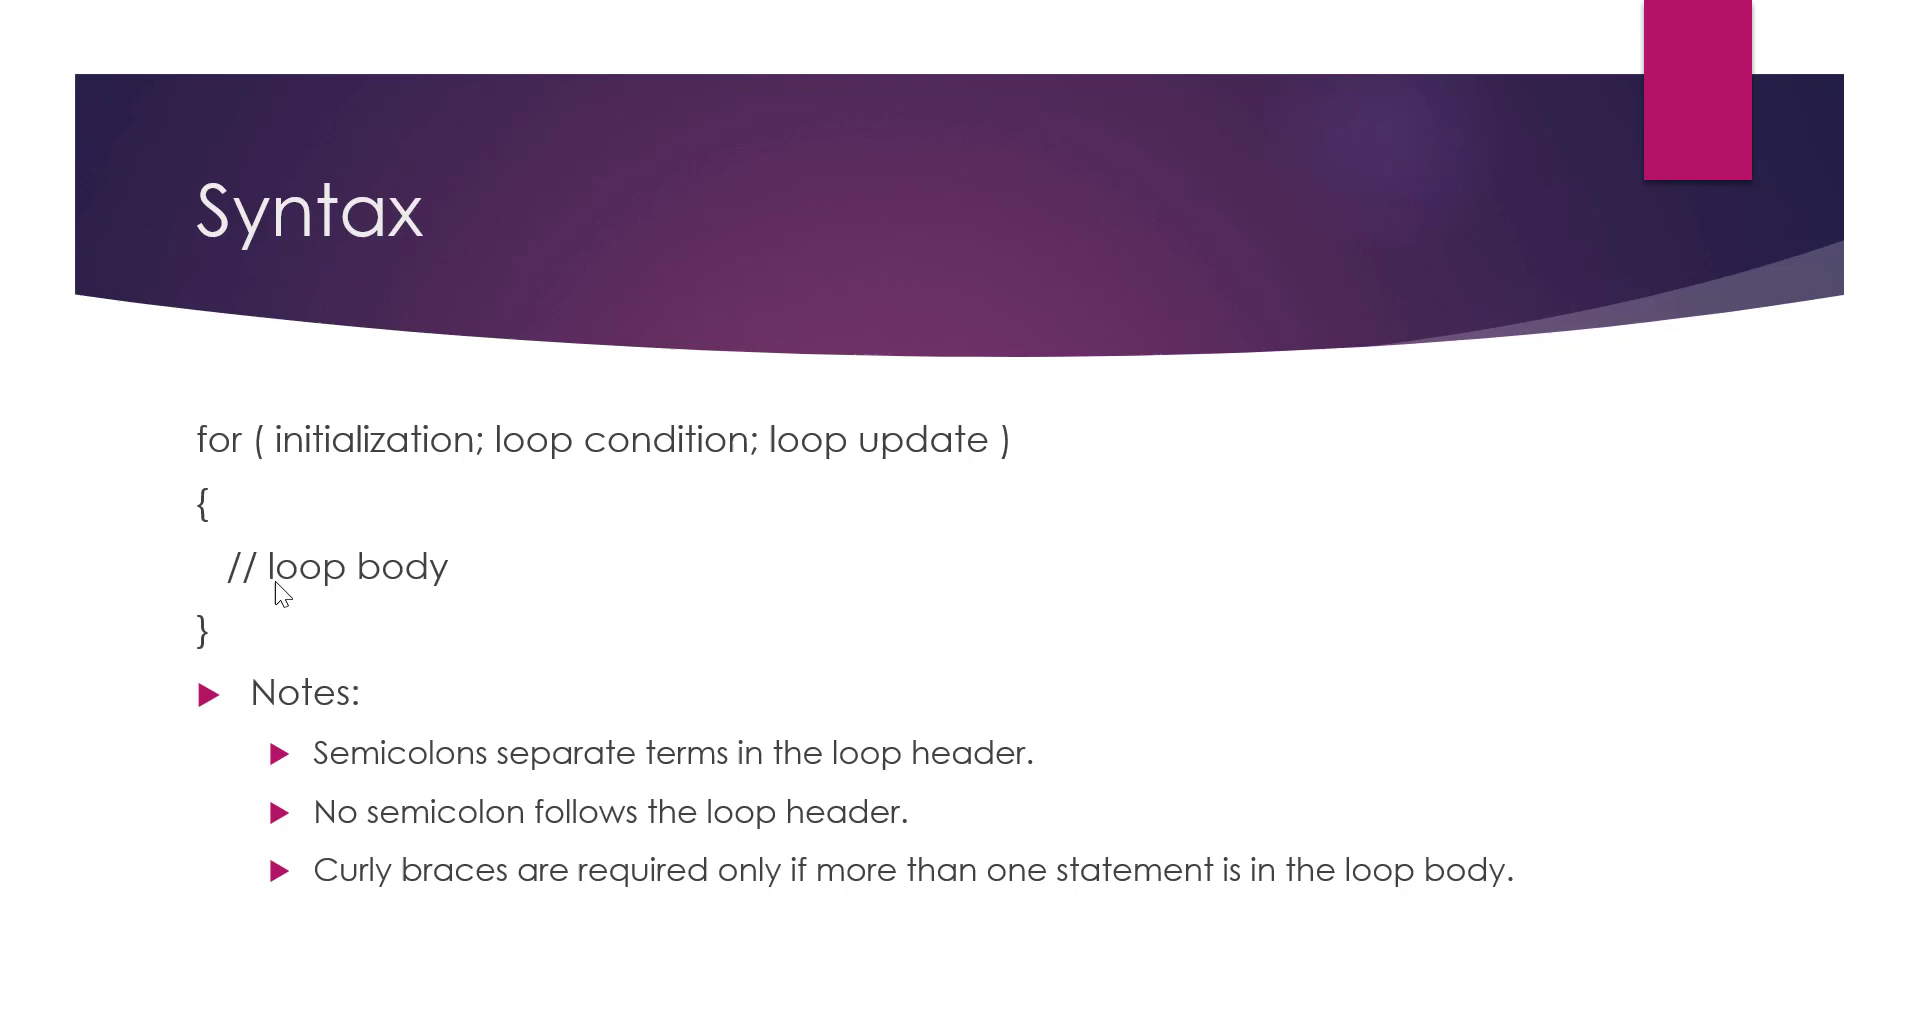 Syntax
for ( initialization; loop condition; loop update )
{
// loop body
}
Notes:
Semicolons separate terms in the loop header.
No semicolon follows the loop header.
Curly braces are required only if more than one statement is in the loop body.